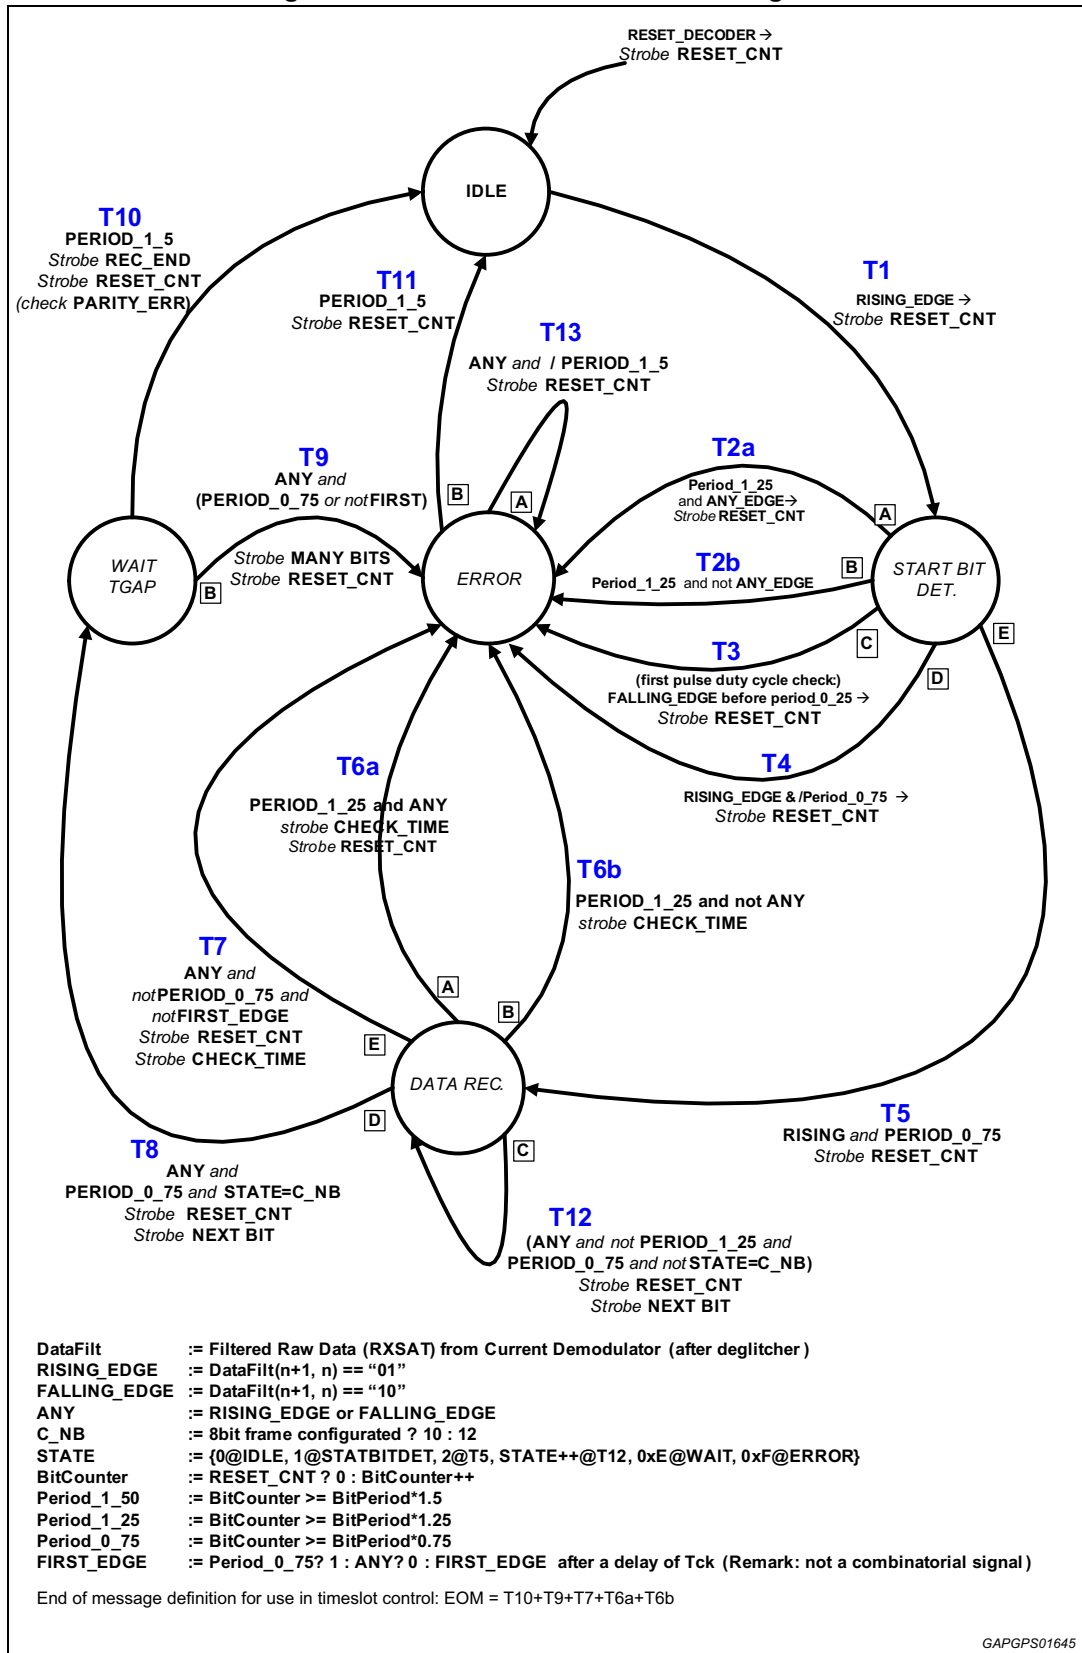 RESET_DECODER →
Strobe RESET_CNT
IDLE
T10
PERIOD_1_5
Strobe REC_END
Strobe RESET_CNT
(check PARITY_ERR)
T11
PERIOD_1_5
Strobe RESET_CNT
T1
RISING_EDGE →
Strobe RESET_CNT
T13
ANY and / PERIOD_1_5
Strobe RESET_CNT
T9
ANY and
(PERIOD_0_75 or not FIRST)
Strobe MANY BITS
Strobe RESET_CNT
B
A
T2a
Period_1_25
and ANY_EDGE→
Strobe RESET_CNT
A
T2b
Period_1_25 and not ANY_EDGE
B
WAIT
TGAP
B
ERROR
START BIT
DET.
C
E
D
T3
(first pulse duty cycle check:)
FALLING_EDGE before period_0_25 →
Strobe RESET_CNT
T4
RISING_EDGE & /Period_0_75 →
Strobe RESET_CNT
T6a
PERIOD_1_25 and ANY
strobe CHECK_TIME
Strobe RESET_CNT
T6b
PERIOD_1_25 and not ANY
strobe CHECK_TIME
T7
ANY and
not PERIOD_0_75 and
not FIRST_EDGE
Strobe RESET_CNT
Strobe CHECK_TIME
A
B
E
DATA REC.
D
C
T5
RISING and PERIOD_0_75
Strobe RESET_CNT
T8
ANY and
PERIOD_0_75 and STATE=C_NB
Strobe RESET_CNT
Strobe NEXT BIT
T12
(ANY and not PERIOD_1_25 and
PERIOD_0_75 and not STATE=C_NB)
Strobe RESET_CNT
Strobe NEXT BIT
DataFilt := Filtered Raw Data (RXSAT) from Current Demodulator (after deglitcher)
RISING_EDGE := DataFilt(n+1, n) == “01”
FALLING_EDGE := DataFilt(n+1, n) == “10”
ANY := RISING_EDGE or FALLING_EDGE
C_NB := 8bit frame configurated ? 10 : 12
STATE := {0@IDLE, 1@STATBITDET, 2@T5, STATE++@T12, 0xE@WAIT, 0xF@ERROR}
BitCounter := RESET_CNT ? 0 : BitCounter++
Period_1_50 := BitCounter >= BitPeriod*1.5
Period_1_25 := BitCounter >= BitPeriod*1.25
Period_0_75 := BitCounter >= BitPeriod*0.75
FIRST_EDGE := Period_0_75? 1 : ANY? 0 : FIRST_EDGE after a delay of Tck (Remark: not a combinatorial signal)
End of message definition for use in timeslot control: EOM = T10+T9+T7+T6a+T6b
GAPGPS01645